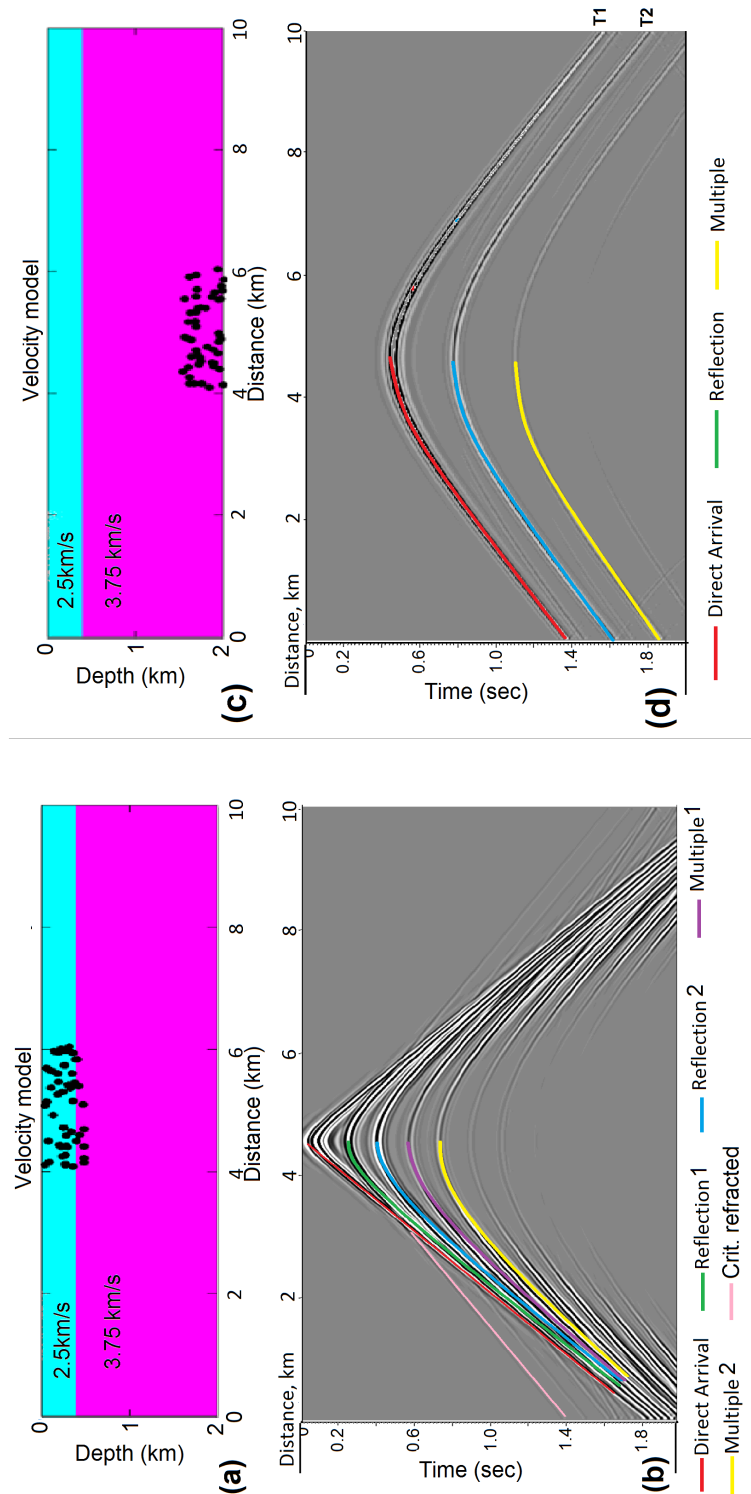 Velocity model
0
1
2
Depth (km)
2.5km/s
3.75 km/s
0
2
4
6
8
10
Distance (km)
(a)
Distance, km
2
4
6
8
10
0
0.2
0.6
1.0
1.4
1.8
Time (sec)
(b)
Direct Arrival
Reflection 1
Reflection 2
Multiple 1
Multiple 2
Crit. refracted
Velocity model
0
1
2
Depth (km)
2.5km/s
3.75 km/s
0
2
4
6
8
10
Distance (km)
(c)
Distance, km
2
4
6
8
10
0
0.2
0.6
1.0
1.4
1.8
Time (sec)
T1
T2
(d)
Direct Arrival
Reflection
Multiple